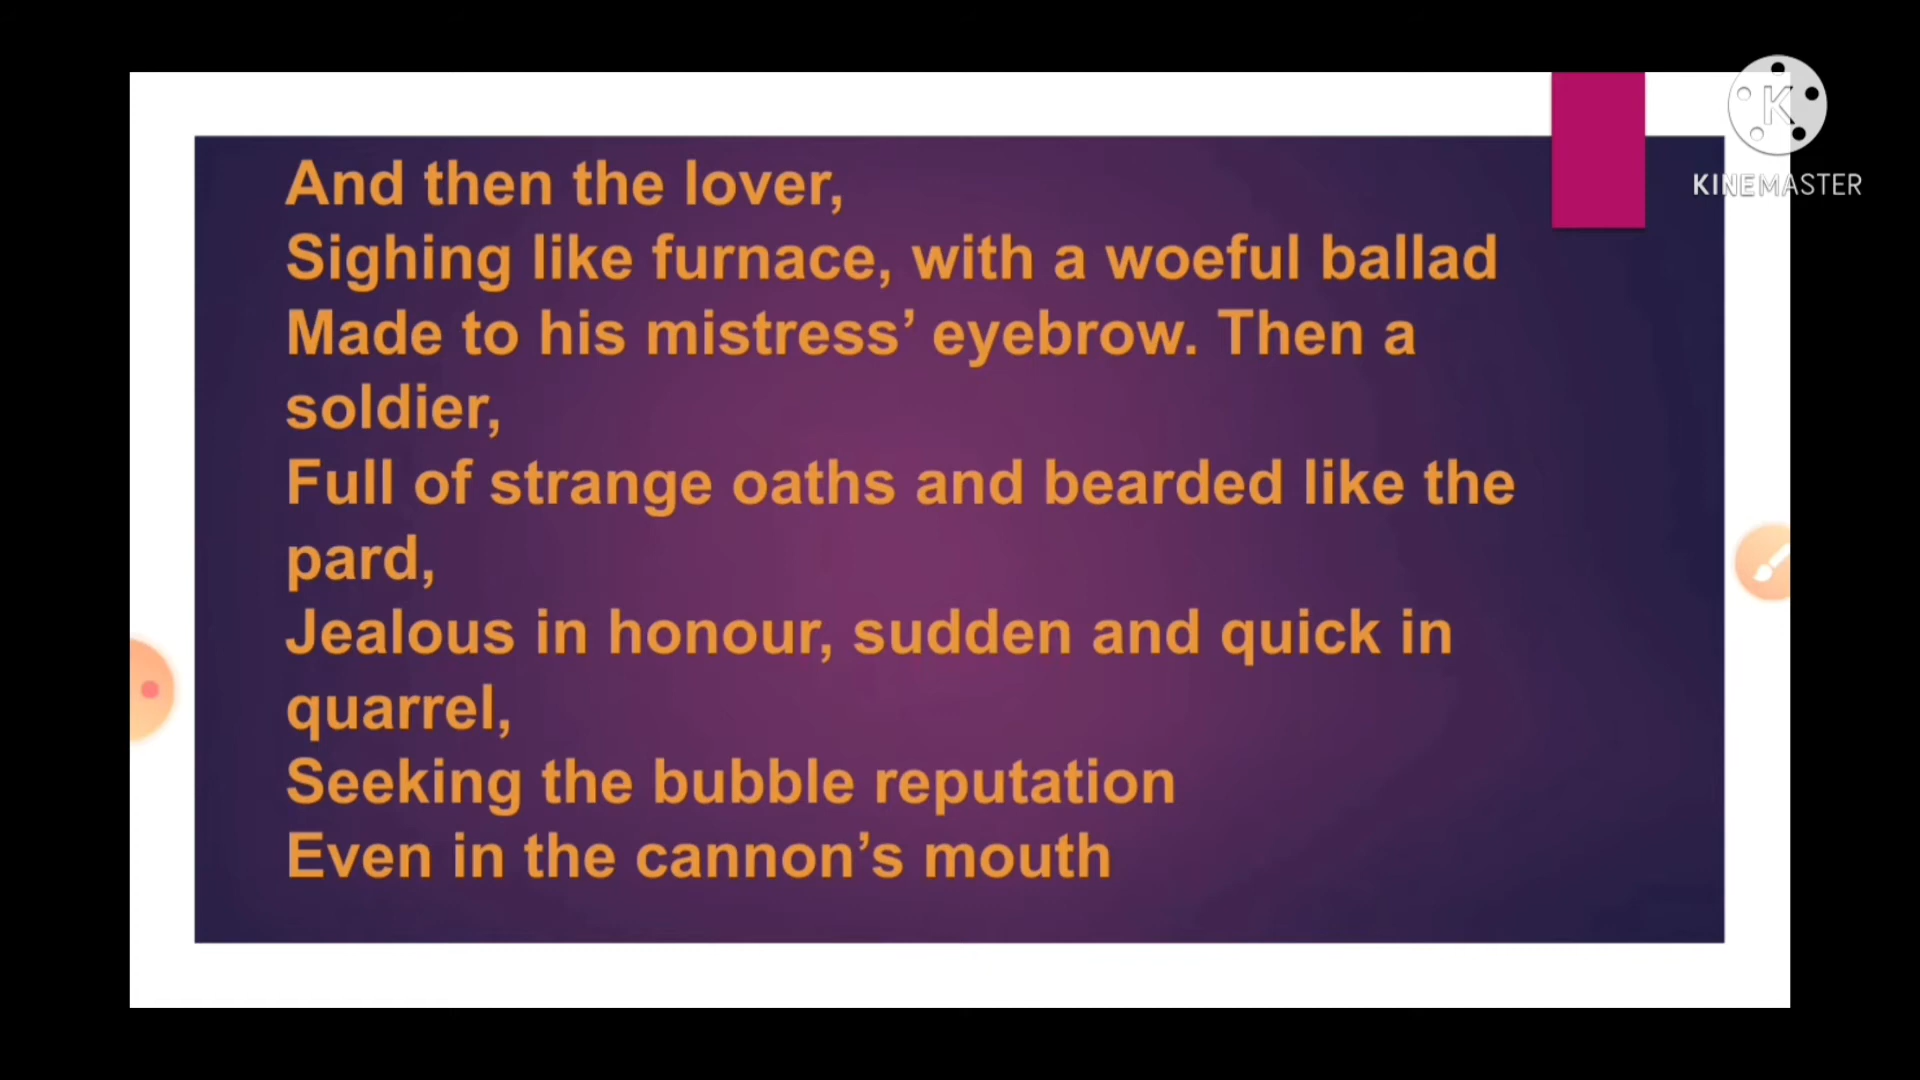 And then the lover,
Sighing like furnace, with a woeful ballad
Made to his mistress’ eyebrow. Then a
soldier,
Full of strange oaths and bearded like the
pard,
Jealous in honour, sudden and quick in
quarrel,
Seeking the bubble reputation
Even in the cannon’s mouth
K
KINEMASTER